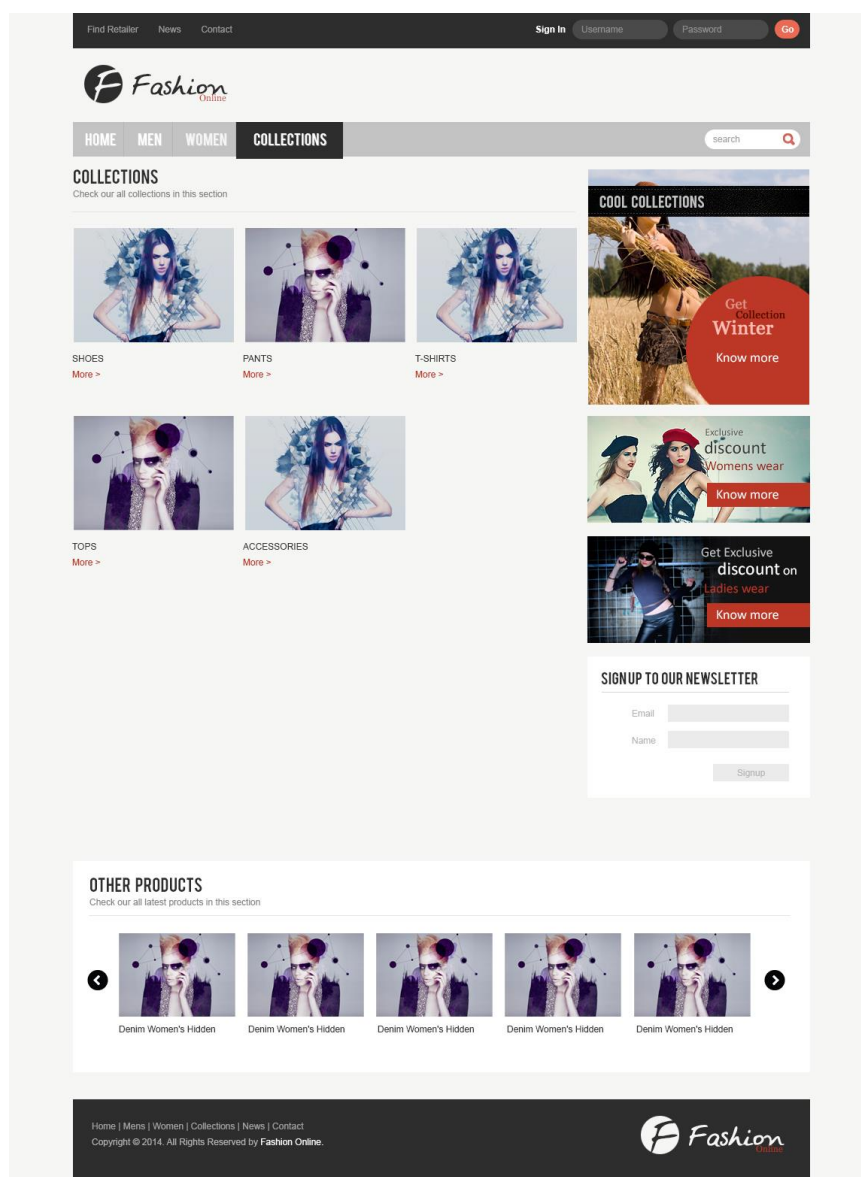 Find Retailer News Contact Sign In Username Password Go
Fashion
Online
HOME MEN WOMEN COLLECTIONS search
COLLECTIONS
Check our all collections in this section
SHOES PANTS T-SHIRTS
More > More > More >
TOPS ACCESSORIES
More > More >
COOL COLLECTIONS
Get
Collection
Winter
Know more
Exclusive
discount
Womens wear
Know more
Get Exclusive
discount on
Ladies wear
Know more
SIGN UP TO OUR NEWSLETTER
Email
Name
Signup
OTHER PRODUCTS
Check our all latest products in this section
Denim Women's Hidden Denim Women's Hidden Denim Women's Hidden Denim Women's Hidden Denim Women's Hidden
Home | Mens | Women | Collections | News | Contact
Copyright © 2014. All Rights Reserved by Fashion Online.
Fashion
Online